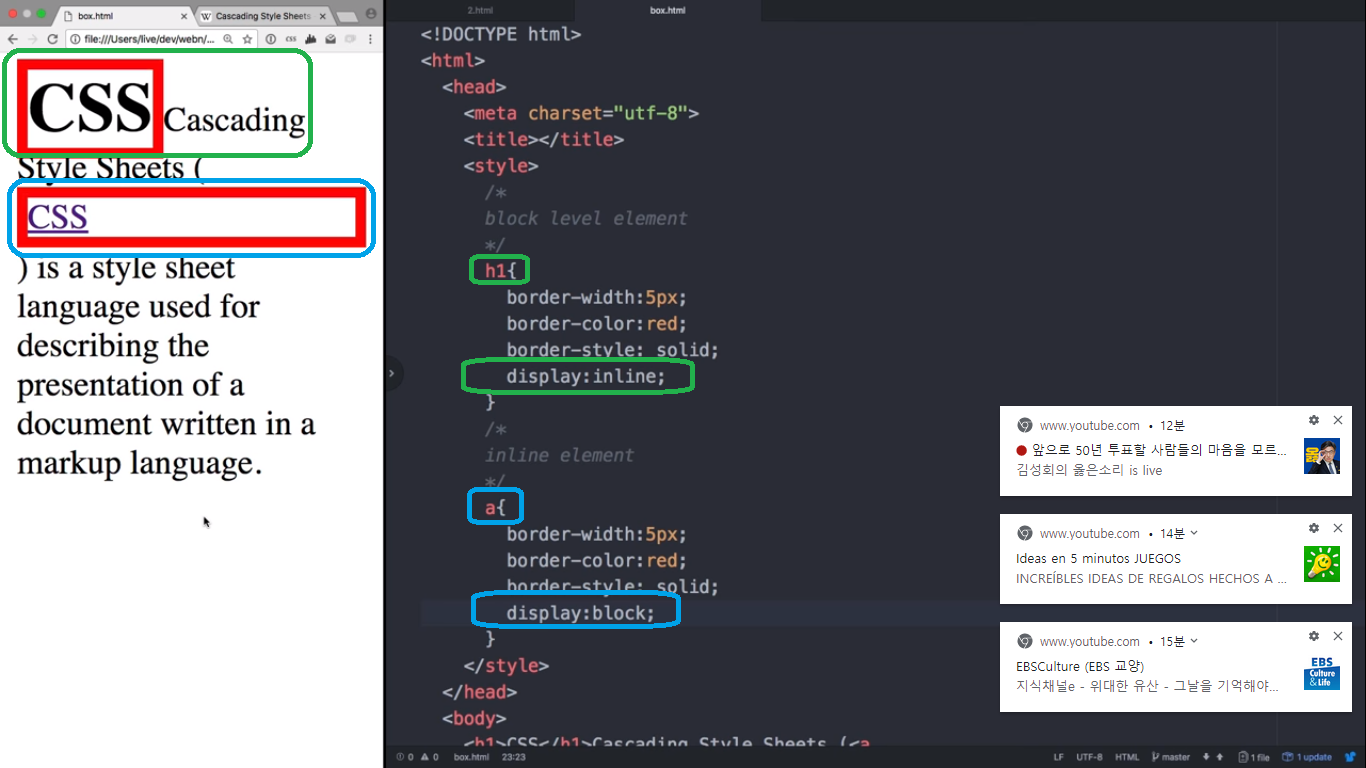 box.html
Cascading Style Sheets
file:///Users/live/dev/webn/...
CSS Cascading
Style Sheets (
CSS
) is a style sheet
language used for
describing the
presentation of a
document written in a
markup language.
2.html
box.html
<!DOCTYPE html>
<html>
<head>
<meta charset="utf-8">
<title></title>
<style>
/*
block level element
*/
h1{
border-width:5px;
border-color:red;
border-style: solid;
display:inline;
}
/*
inline element
*/
a{
border-width:5px;
border-color:red;
border-style: solid;
display:block;
}
</style>
</head>
<body>
<h1>CSS</h1>Cascading Style Sheets (<a
0 0 box.html 23:23
LF UTF-8 HTML master 1 file 1 update
www.youtube.com • 12분
앞으로 50년 투표할 사람들의 마음을 모르...
김성회의 옳은소리 is live
www.youtube.com • 14분
Ideas en 5 minutos JUEGOS
INCREÍBLES IDEAS DE REGALOS HECHOS A ...
www.youtube.com • 15분
EBSCulture (EBS 교양)
지식채널e - 위대한 유산 - 그날을 기억해야...
EBS
Culture
& Life